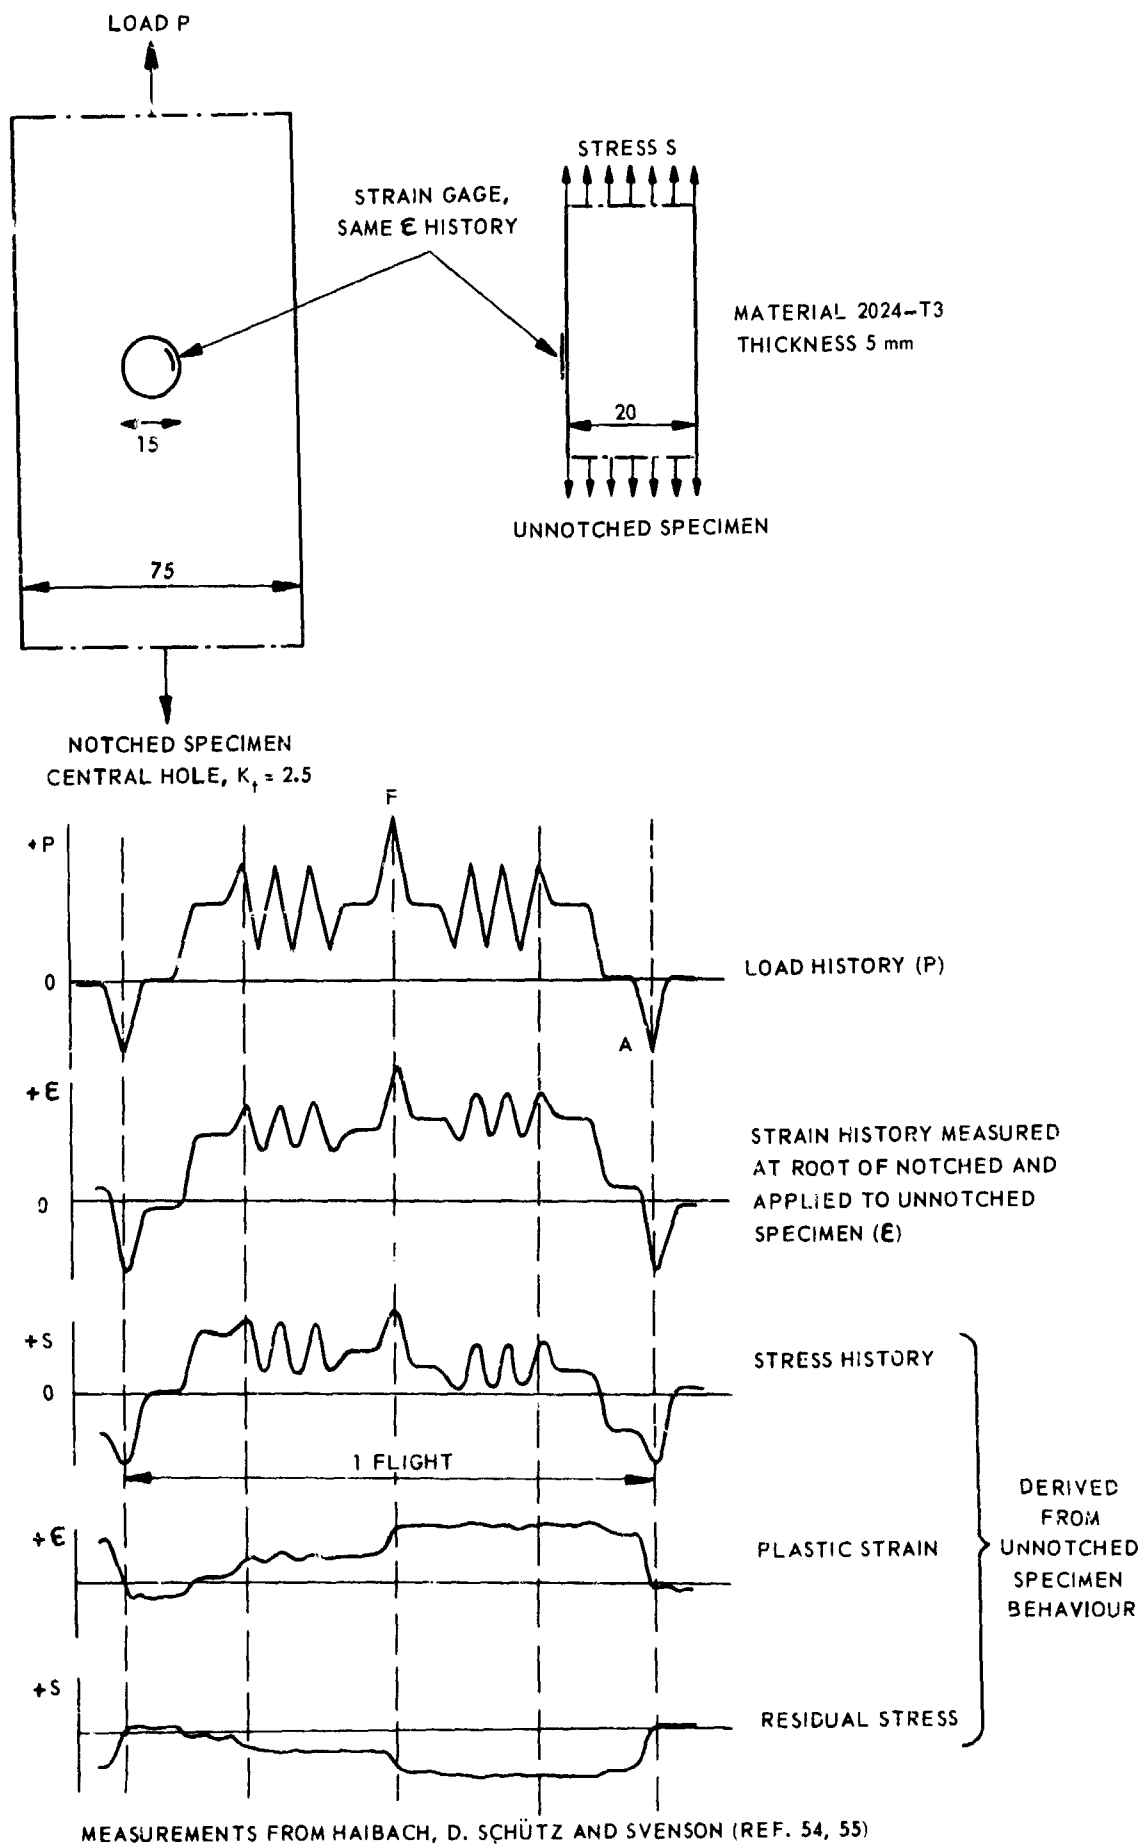 LOAD P
STRESS S
STRAIN GAGE,
SAME ε HISTORY
MATERIAL 2024-T3
THICKNESS 5 mm
15
20
UNNOTCHED SPECIMEN
75
NOTCHED SPECIMEN
CENTRAL HOLE, Kt = 2.5
F
+P
0
LOAD HISTORY (P)
A
+ε
0
STRAIN HISTORY MEASURED
AT ROOT OF NOTCHED AND
APPLIED TO UNNOTCHED
SPECIMEN (ε)
+S
0
STRESS HISTORY
1 FLIGHT
+ε
PLASTIC STRAIN
DERIVED
FROM
UNNOTCHED
SPECIMEN
BEHAVIOUR
+S
RESIDUAL STRESS
MEASUREMENTS FROM HAIBACH, D. SCHÜTZ AND SVENSON (REF. 54, 55)